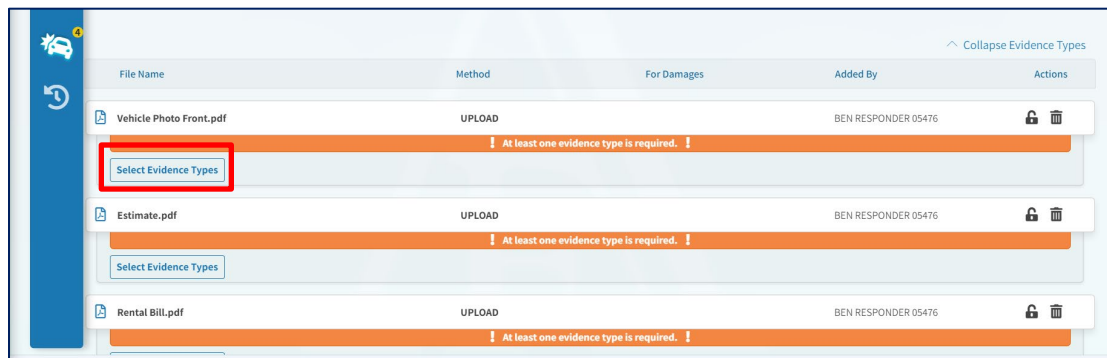 4
Collapse Evidence Types
File Name Method For Damages Added By Actions
Vehicle Photo Front.pdf UPLOAD BEN RESPONDER 05476
! At least one evidence type is required. !
Select Evidence Types
Estimate.pdf UPLOAD BEN RESPONDER 05476
! At least one evidence type is required. !
Select Evidence Types
Rental Bill.pdf UPLOAD BEN RESPONDER 05476
! At least one evidence type is required. !